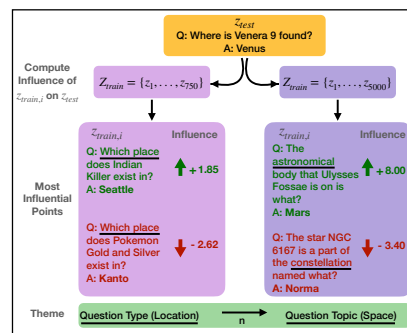 z_test
Q: Where is Venera 9 found?
A: Venus
Compute
Influence of
z_train,i on z_test
Z_train = {z_1, . . . , z_750}
Z_train = {z_1, . . . , z_5000}
Most
Influential
Points
z_train,i Influence
Q: Which place
does Indian
Killer exist in?
A: Seattle
+ 1.85
Q: Which place
does Pokemon
Gold and Silver
exist in?
A: Kanto
- 2.62
z_train,i Influence
Q: The
astronomical
body that Ulysses
Fossae is on is
what?
A: Mars
+ 8.00
Q: The star NGC
6167 is a part of
the constellation
named what?
A: Norma
- 3.40
Theme
Question Type (Location)
n
Question Topic (Space)